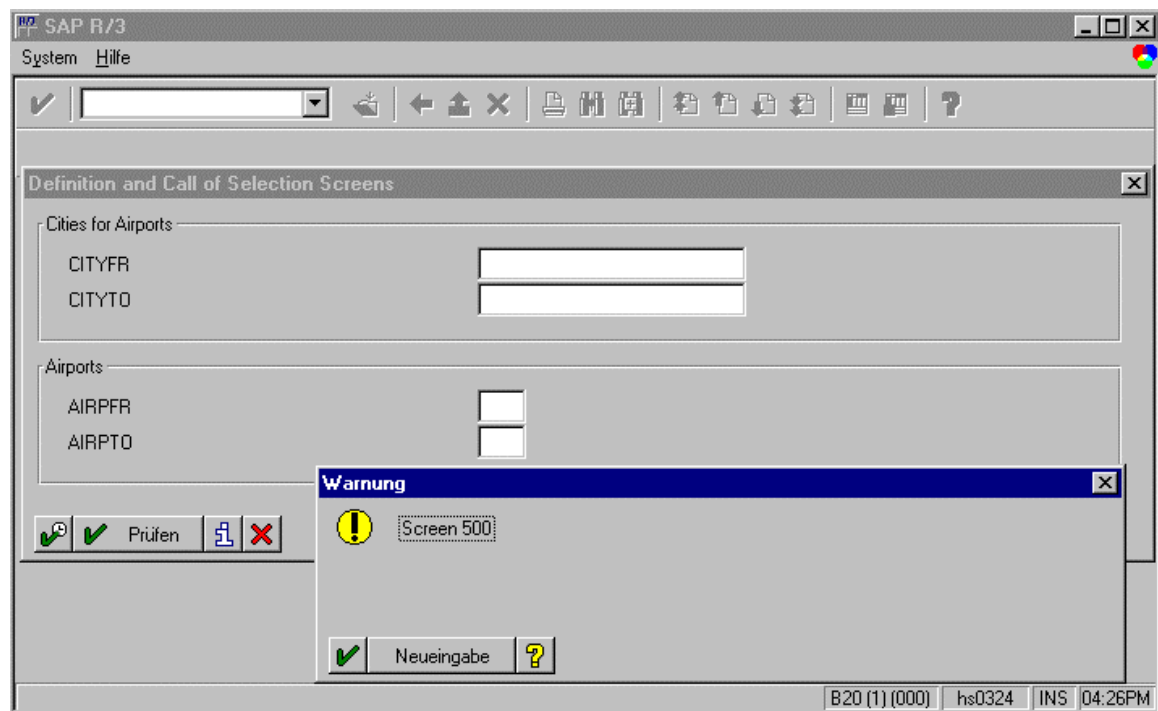 SAP R/3
System Hilfe
Definition and Call of Selection Screens
Cities for Airports
CITYFR
CITYTO
Airports
AIRPFR
AIRPTO
Warnung
Screen 500
Prüfen
Neueingabe
B20 (1) (000) hs0324 INS 04:26PM